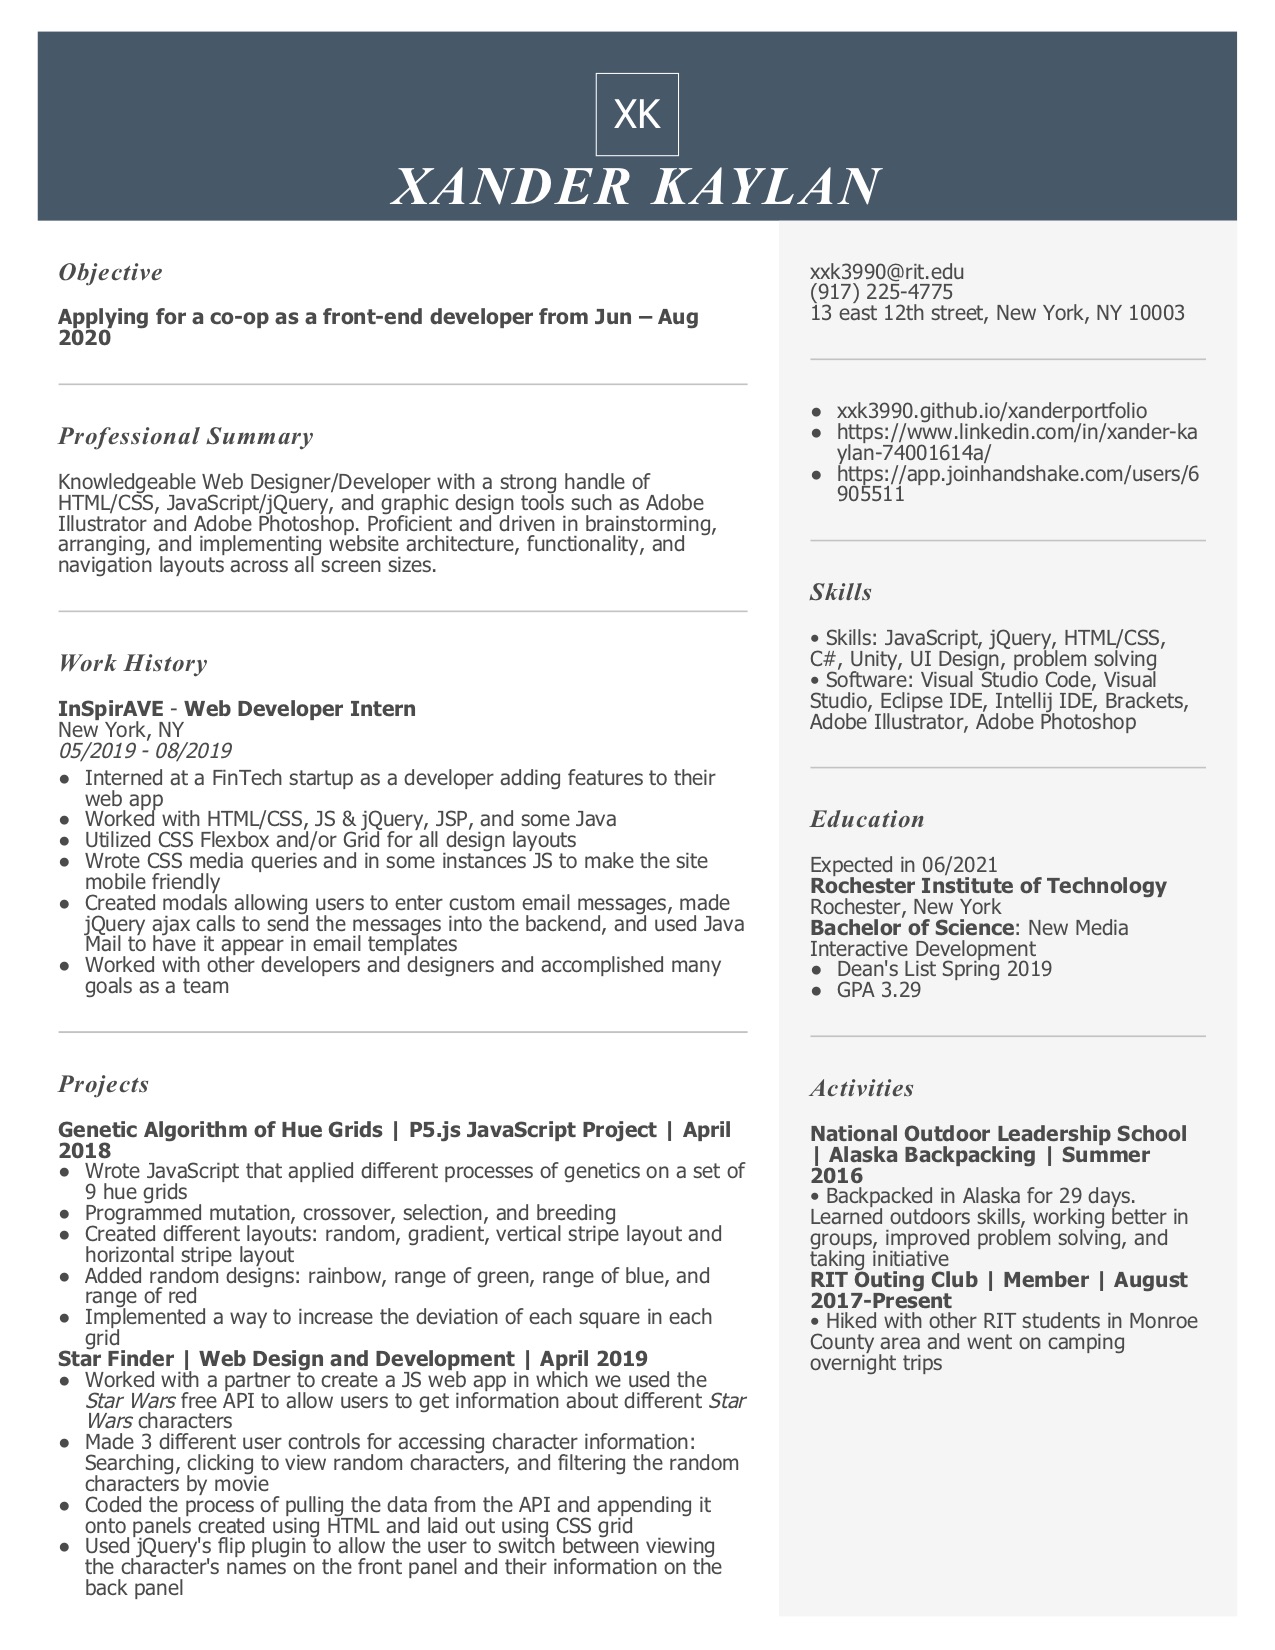 XK
XANDER KAYLAN
Objective
Applying for a co-op as a front-end developer from Jun – Aug
2020
Professional Summary
Knowledgeable Web Designer/Developer with a strong handle of
HTML/CSS, JavaScript/jQuery, and graphic design tools such as Adobe
Illustrator and Adobe Photoshop. Proficient and driven in brainstorming,
arranging, and implementing website architecture, functionality, and
navigation layouts across all screen sizes.
Work History
InSpirAVE - Web Developer Intern
New York, NY
05/2019 - 08/2019
● Interned at a FinTech startup as a developer adding features to their
web app
● Worked with HTML/CSS, JS & jQuery, JSP, and some Java
● Utilized CSS Flexbox and/or Grid for all design layouts
● Wrote CSS media queries and in some instances JS to make the site
mobile friendly
● Created modals allowing users to enter custom email messages, made
jQuery ajax calls to send the messages into the backend, and used Java
Mail to have it appear in email templates
● Worked with other developers and designers and accomplished many
goals as a team
Projects
Genetic Algorithm of Hue Grids | P5.js JavaScript Project | April
2018
● Wrote JavaScript that applied different processes of genetics on a set of
9 hue grids
● Programmed mutation, crossover, selection, and breeding
● Created different layouts: random, gradient, vertical stripe layout and
horizontal stripe layout
● Added random designs: rainbow, range of green, range of blue, and
range of red
● Implemented a way to increase the deviation of each square in each
grid
Star Finder | Web Design and Development | April 2019
● Worked with a partner to create a JS web app in which we used the
Star Wars free API to allow users to get information about different Star
Wars characters
● Made 3 different user controls for accessing character information:
Searching, clicking to view random characters, and filtering the random
characters by movie
● Coded the process of pulling the data from the API and appending it
onto panels created using HTML and laid out using CSS grid
● Used jQuery's flip plugin to allow the user to switch between viewing
the character's names on the front panel and their information on the
back panel
xxk3990@rit.edu
(917) 225-4775
13 east 12th street, New York, NY 10003
● xxk3990.github.io/xanderportfolio
● https://www.linkedin.com/in/xander-ka
ylan-74001614a/
● https://app.joinhandshake.com/users/6
905511
Skills
• Skills: JavaScript, jQuery, HTML/CSS,
C#, Unity, UI Design, problem solving
• Software: Visual Studio Code, Visual
Studio, Eclipse IDE, Intellij IDE, Brackets,
Adobe Illustrator, Adobe Photoshop
Education
Expected in 06/2021
Rochester Institute of Technology
Rochester, New York
Bachelor of Science: New Media
Interactive Development
● Dean's List Spring 2019
● GPA 3.29
Activities
National Outdoor Leadership School
| Alaska Backpacking | Summer
2016
• Backpacked in Alaska for 29 days.
Learned outdoors skills, working better in
groups, improved problem solving, and
taking initiative
RIT Outing Club | Member | August
2017-Present
• Hiked with other RIT students in Monroe
County area and went on camping
overnight trips